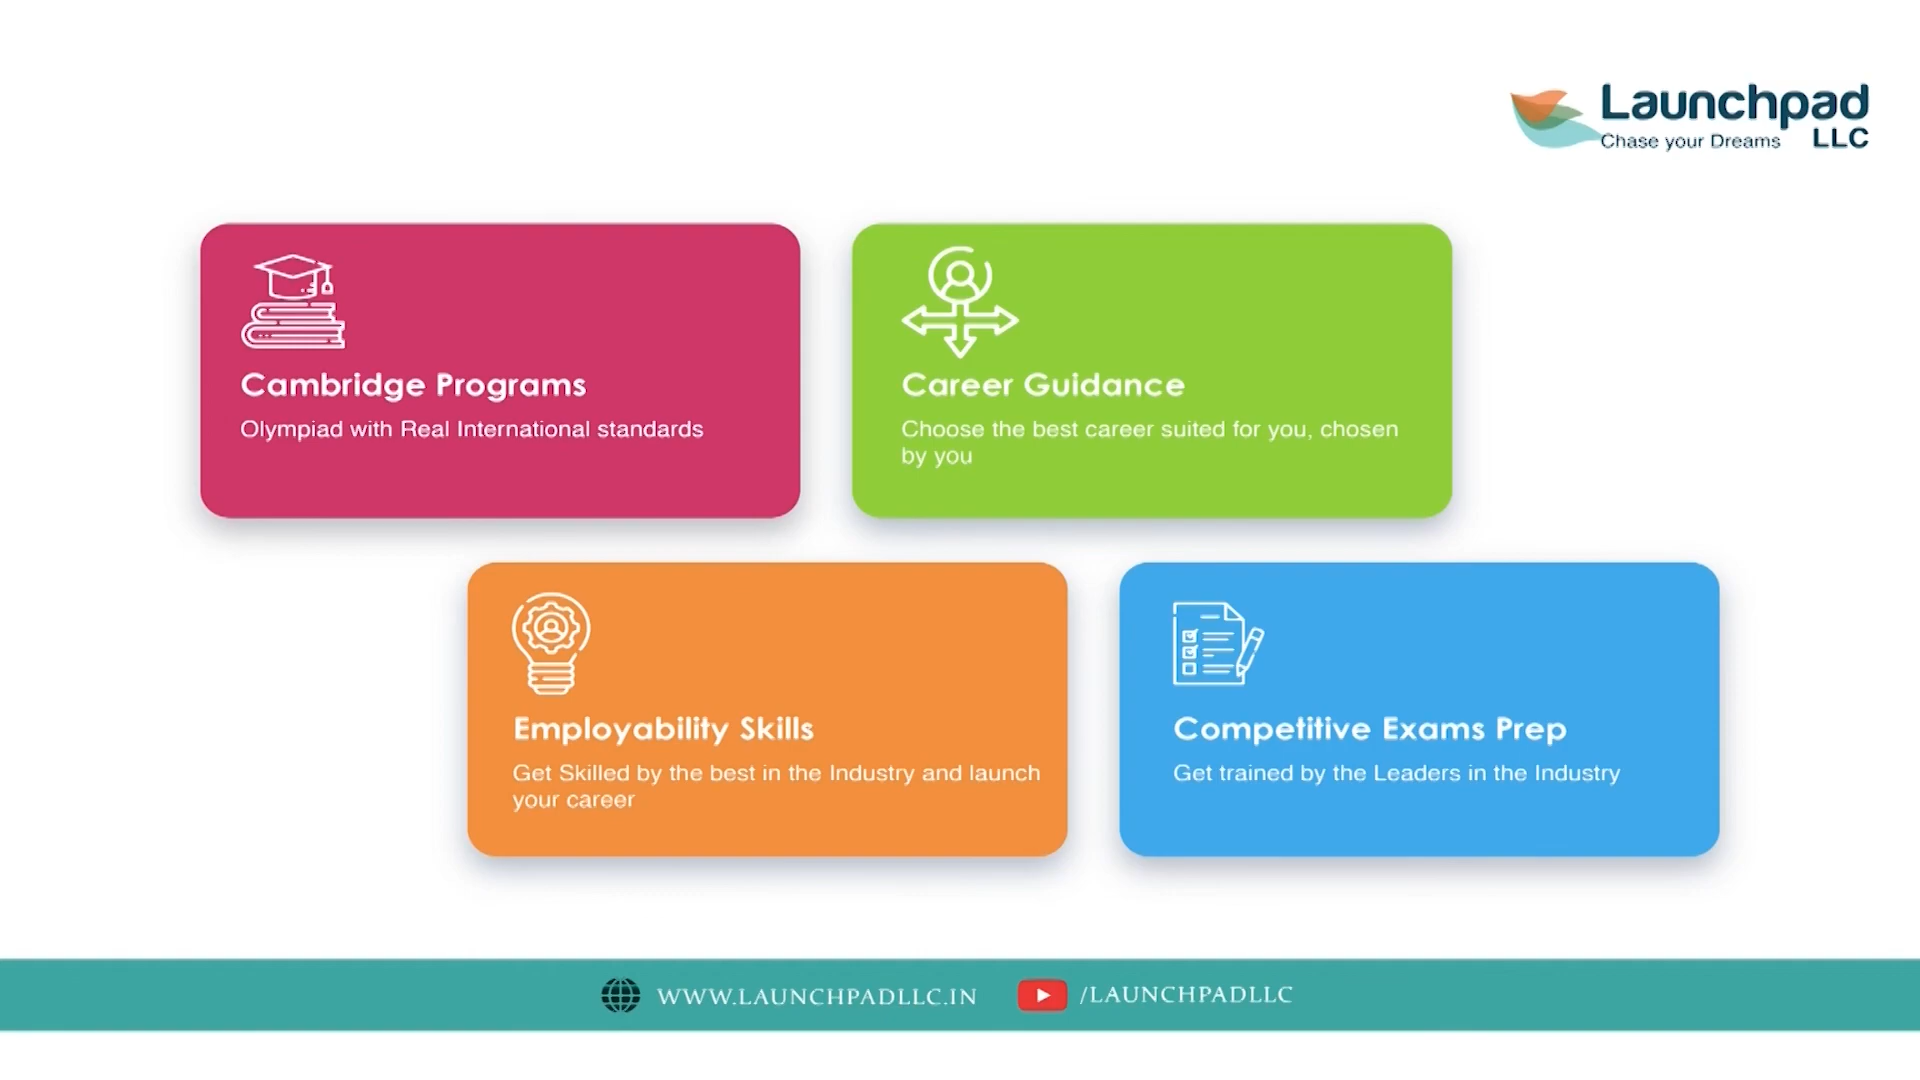 Launchpad
Chase your Dreams LLC
Cambridge Programs
Olympiad with Real International standards
Career Guidance
Choose the best career suited for you, chosen
by you
Employability Skills
Get Skilled by the best in the Industry and launch
your career
Competitive Exams Prep
Get trained by the Leaders in the Industry
WWW.LAUNCHPADLLC.IN /LAUNCHPADLLC